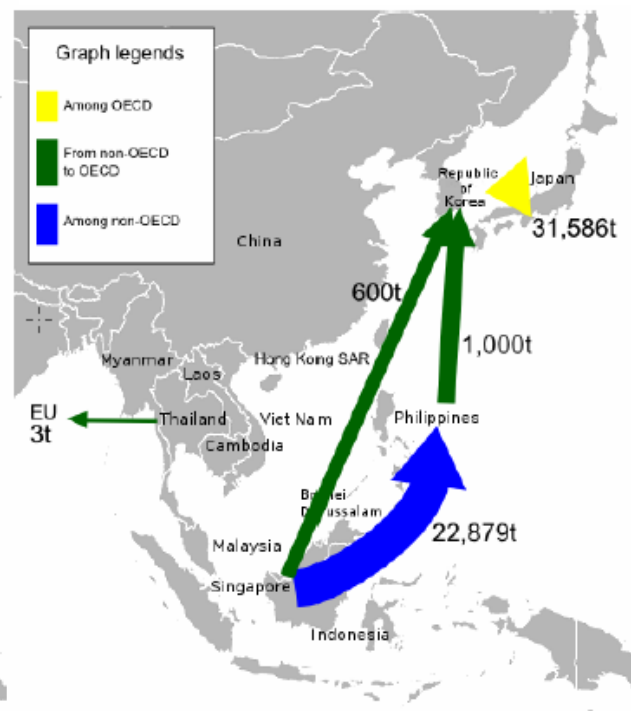 Graph legends
Among OECD
From non-OECD
to OECD
Among non-OECD
Republic
of
Korea
Japan
31,586t
China
600t
1,000t
Myanmar
Laos
Hong Kong SAR
EU
3t
Thailand
Viet Nam
Cambodia
Philippines
Malaysia
22,879t
Singapore
Indonesia